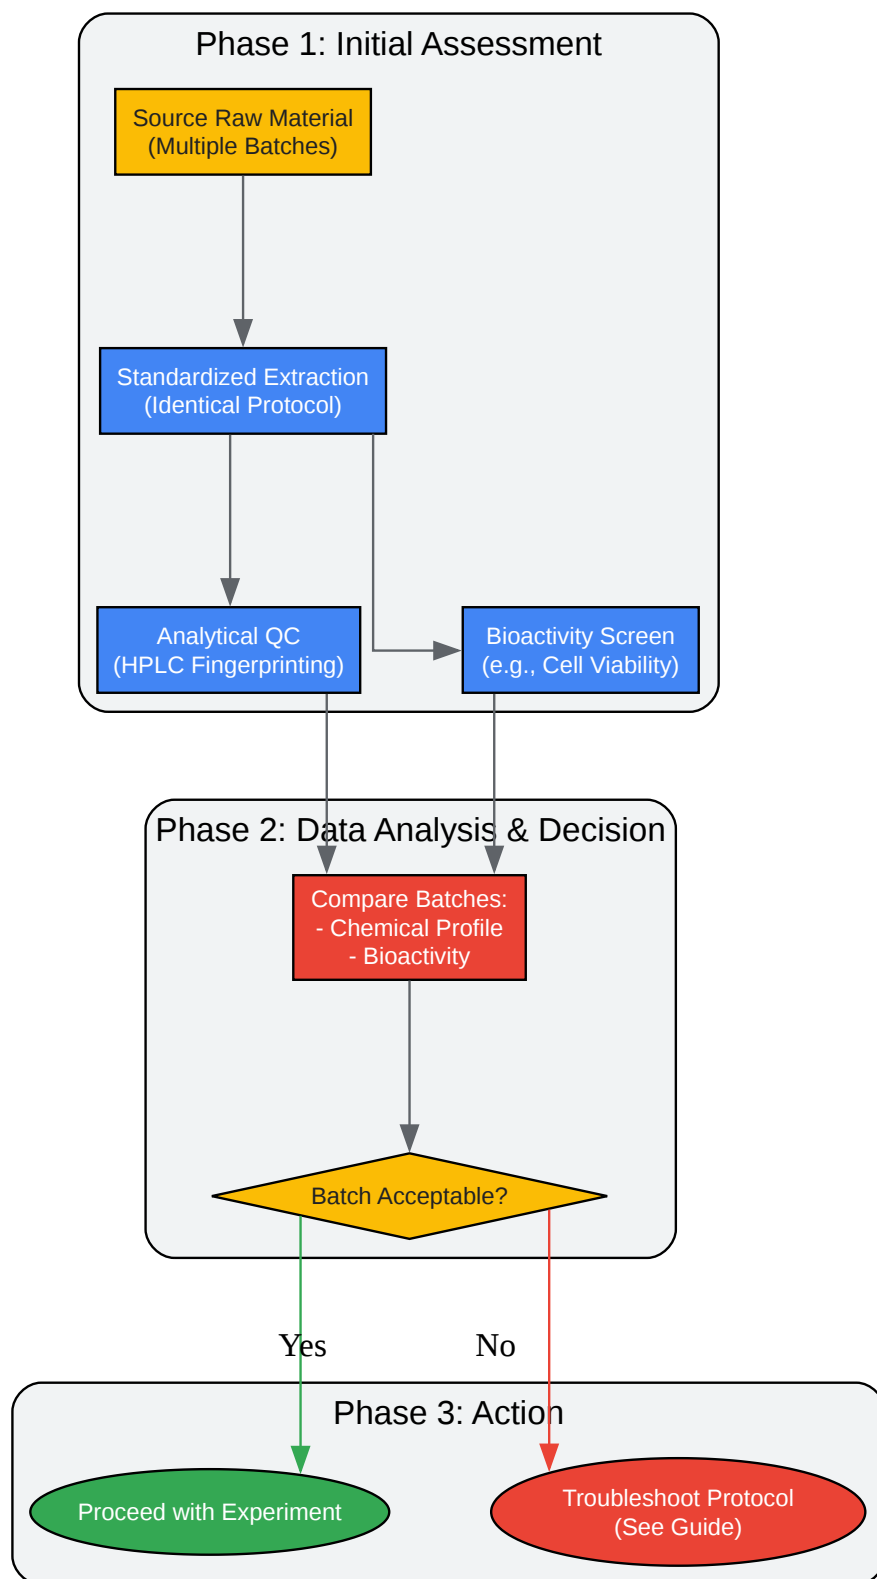 Phase 1: Initial Assessment
Source Raw Material
(Multiple Batches)
Standardized Extraction
(Identical Protocol)
Analytical QC
(HPLC Fingerprinting)
Bioactivity Screen
(e.g., Cell Viability)
Phase 2: Data Analysis & Decision
Compare Batches:
- Chemical Profile
- Bioactivity
Batch Acceptable?
Yes
No
Phase 3: Action
Proceed with Experiment
Troubleshoot Protocol
(See Guide)